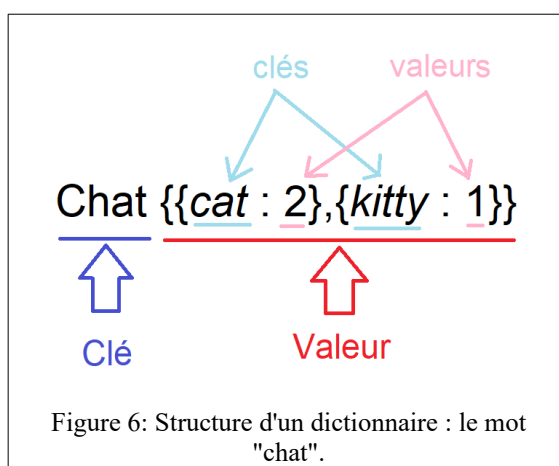 clés valeurs
Chat {{cat : 2},{kitty : 1}}
Clé Valeur
Figure 6: Structure d'un dictionnaire : le mot
"chat".